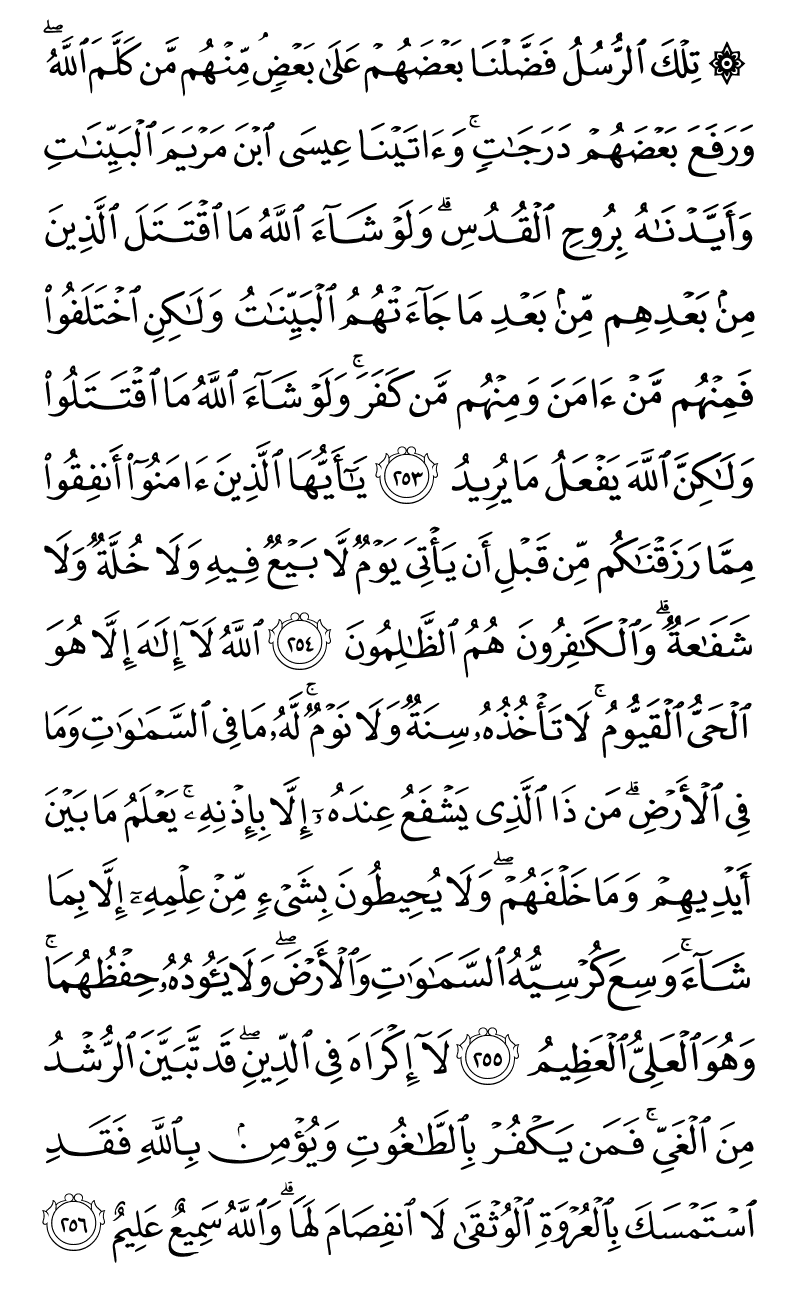 ۞ تِلْكَ ٱلرُّسُلُ فَضَّلْنَا بَعْضَهُمْ عَلَىٰ بَعْضٍۢ ۘ مِّنْهُم مَّن كَلَّمَ ٱللَّهُ ۖ
وَرَفَعَ بَعْضَهُمْ دَرَجَـٰتٍۢ ۚ وَءَاتَيْنَا عِيسَى ٱبْنَ مَرْيَمَ ٱلْبَيِّنَـٰتِ
وَأَيَّدْنَـٰهُ بِرُوحِ ٱلْقُدُسِ ۗ وَلَوْ شَآءَ ٱللَّهُ مَا ٱقْتَتَلَ ٱلَّذِينَ
مِنۢ بَعْدِهِم مِّنۢ بَعْدِ مَا جَآءَتْهُمُ ٱلْبَيِّنَـٰتُ وَلَـٰكِنِ ٱخْتَلَفُوا۟
فَمِنْهُم مَّنْ ءَامَنَ وَمِنْهُم مَّن كَفَرَ ۚ وَلَوْ شَآءَ ٱللَّهُ مَا ٱقْتَتَلُوا۟
وَلَـٰكِنَّ ٱللَّهَ يَفْعَلُ مَا يُرِيدُ ٢٥٣ يَـٰٓأَيُّهَا ٱلَّذِينَ ءَامَنُوٓا۟ أَنفِقُوا۟
مِمَّا رَزَقْنَـٰكُم مِّن قَبْلِ أَن يَأْتِىَ يَوْمٌۭ لَّا بَيْعٌۭ فِيهِ وَلَا خُلَّةٌۭ وَلَا
شَفَـٰعَةٌۭ ۗ وَٱلْكَـٰفِرُونَ هُمُ ٱلظَّـٰلِمُونَ ٢٥٤ ٱللَّهُ لَآ إِلَـٰهَ إِلَّا هُوَ
ٱلْحَىُّ ٱلْقَيُّومُ ۚ لَا تَأْخُذُهُۥ سِنَةٌۭ وَلَا نَوْمٌۭ ۚ لَّهُۥ مَا فِى ٱلسَّمَـٰوَٰتِ وَمَا
فِى ٱلْأَرْضِ ۗ مَن ذَا ٱلَّذِى يَشْفَعُ عِندَهُۥٓ إِلَّا بِإِذْنِهِۦ ۚ يَعْلَمُ مَا بَيْنَ
أَيْدِيهِمْ وَمَا خَلْفَهُمْ ۖ وَلَا يُحِيطُونَ بِشَىْءٍۢ مِّنْ عِلْمِهِۦٓ إِلَّا بِمَا
شَآءَ ۚ وَسِعَ كُرْسِيُّهُ ٱلسَّمَـٰوَٰتِ وَٱلْأَرْضَ ۖ وَلَا يَـُٔودُهُۥ حِفْظُهُمَا ۚ
وَهُوَ ٱلْعَلِىُّ ٱلْعَظِيمُ ٢٥٥ لَآ إِكْرَاهَ فِى ٱلدِّينِ ۖ قَد تَّبَيَّنَ ٱلرُّشْدُ
مِنَ ٱلْغَىِّ ۚ فَمَن يَكْفُرْ بِٱلطَّـٰغُوتِ وَيُؤْمِنۢ بِٱللَّهِ فَقَدِ
ٱسْتَمْسَكَ بِٱلْعُرْوَةِ ٱلْوُثْقَىٰ لَا ٱنفِصَامَ لَهَا ۗ وَٱللَّهُ سَمِيعٌ عَلِيمٌ ٢٥٦